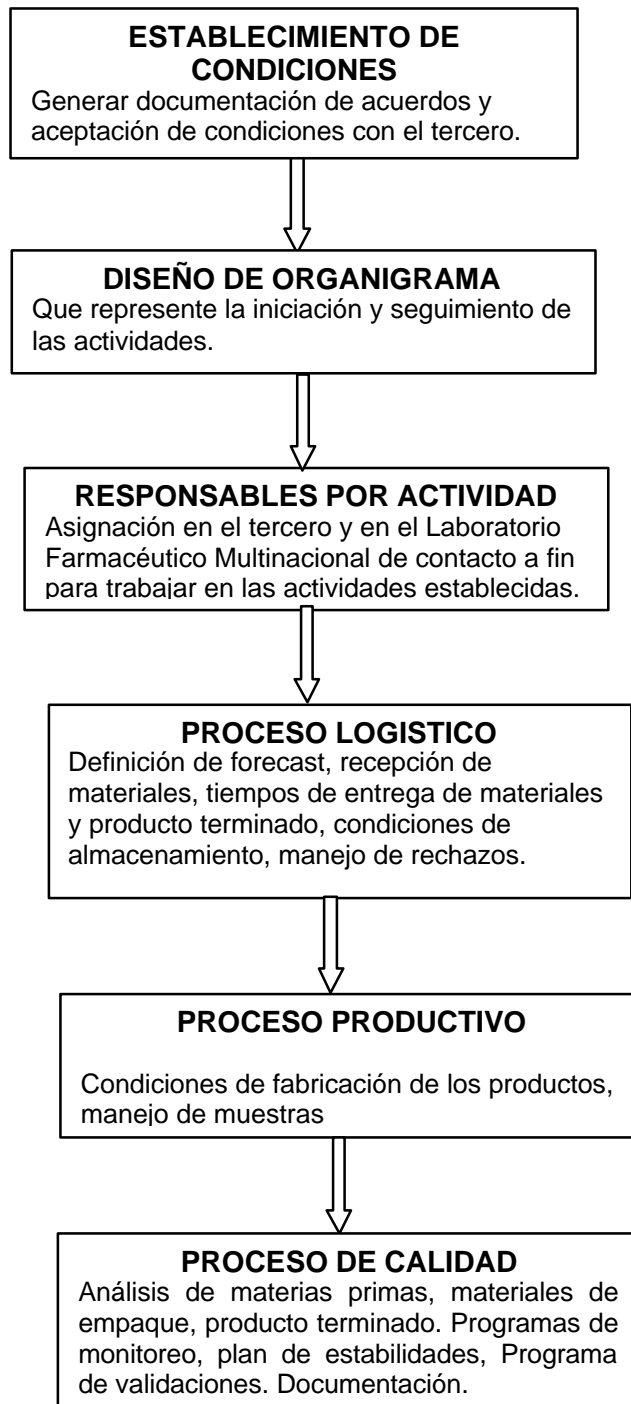 ESTABLECIMIENTO DE
CONDICIONES
Generar documentación de acuerdos y
aceptación de condiciones con el tercero.
DISEÑO DE ORGANIGRAMA
Que represente la iniciación y seguimiento de
las actividades.
RESPONSABLES POR ACTIVIDAD
Asignación en el tercero y en el Laboratorio
Farmacéutico Multinacional de contacto a fin
para trabajar en las actividades establecidas.
PROCESO LOGISTICO
Definición de forecast, recepción de
materiales, tiempos de entrega de materiales
y producto terminado, condiciones de
almacenamiento, manejo de rechazos.
PROCESO PRODUCTIVO
Condiciones de fabricación de los productos,
manejo de muestras
PROCESO DE CALIDAD
Análisis de materias primas, materiales de
empaque, producto terminado. Programas de
monitoreo, plan de estabilidades, Programa
de validaciones. Documentación.